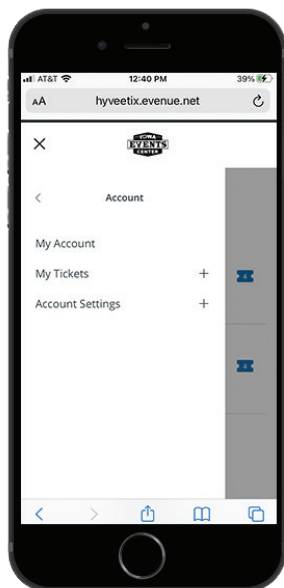 AT&T 12:40 PM 39%
AA hyveetix.evenue.net
IOWA
EVENTS
CENTER
Account
My Account
My Tickets +
Account Settings +